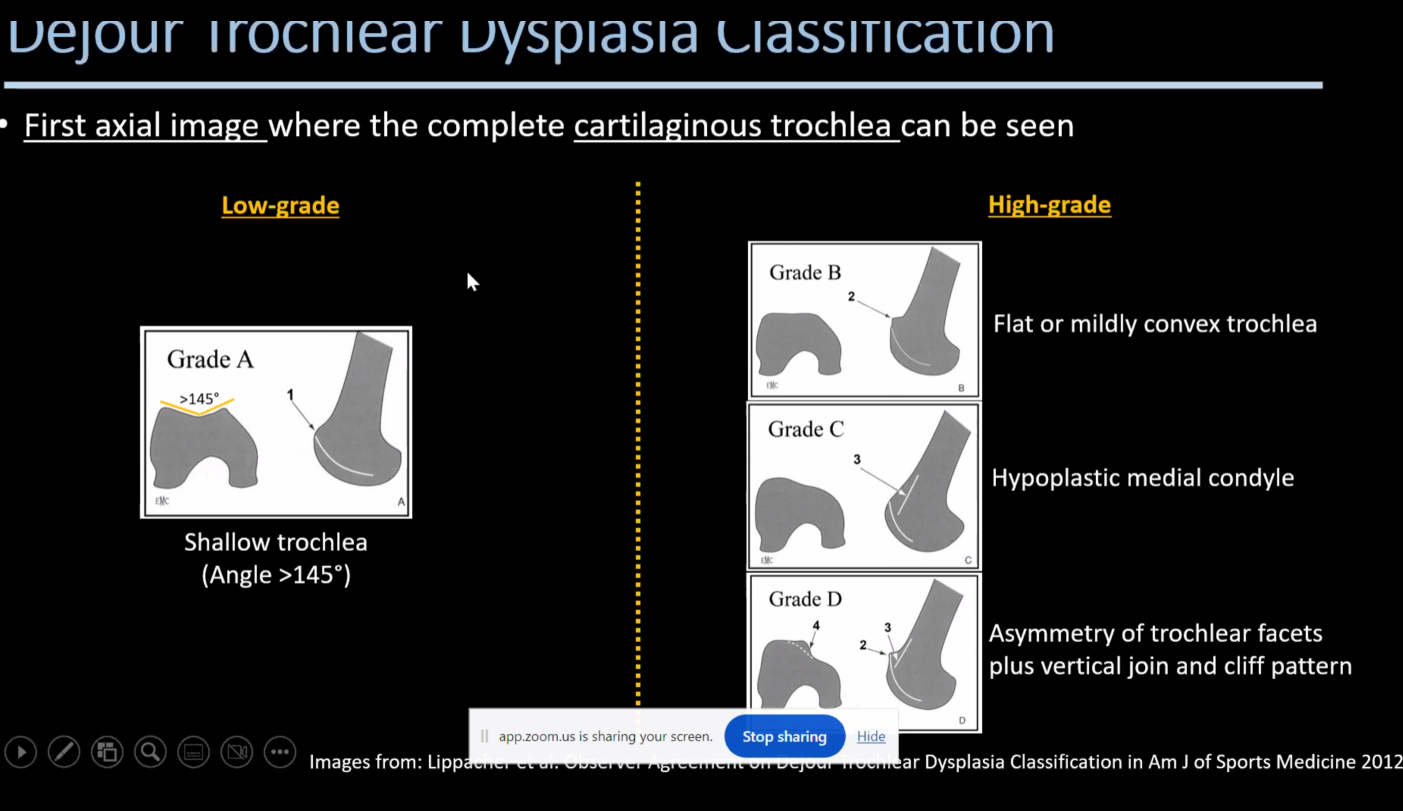 Dejour Trochlear Dysplasia Classification
• First axial image where the complete cartilaginous trochlea can be seen
Low-grade
Grade A
>145°
1
EMC
A
Shallow trochlea
(Angle >145°)
High-grade
Grade B
2
EMC
B
Flat or mildly convex trochlea
Grade C
3
EMC
C
Hypoplastic medial condyle
Grade D
4
3
2
D
Asymmetry of trochlear facets
plus vertical join and cliff pattern
app.zoom.us is sharing your screen.
Stop sharing
Hide
Images from: Lippacher et al: Observer Agreement on Dejour Trochlear Dysplasia Classification in Am J of Sports Medicine 2012